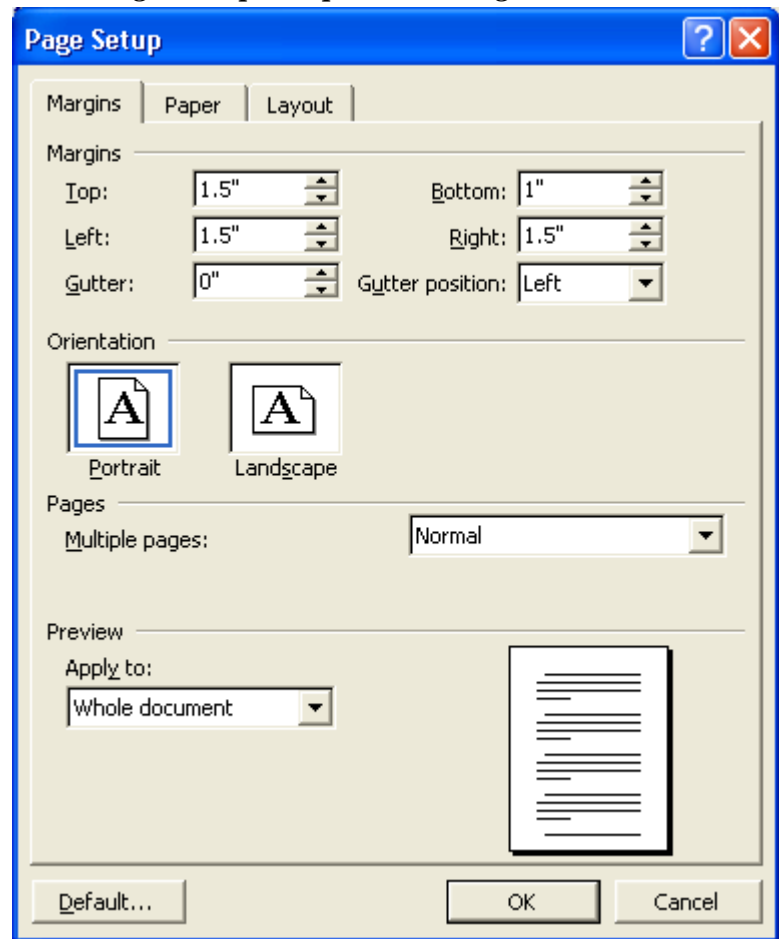 Page Setup
Margins Paper Layout
Margins
Top: 1.5" Bottom: 1"
Left: 1.5" Right: 1.5"
Gutter: 0" Gutter position: Left
Orientation
A A
Portrait Landscape
Pages
Multiple pages: Normal
Preview
Apply to:
Whole document
Default... OK Cancel